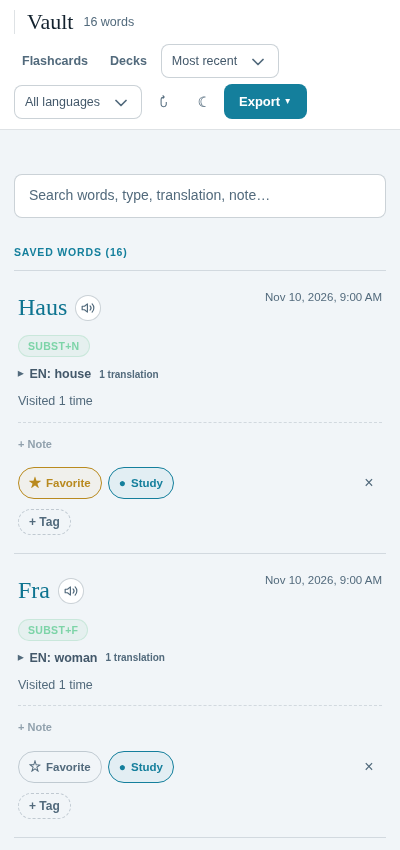 Vault 16 words
Flashcards Decks Most recent
All languages Export ▾
Search words, type, translation, note…
SAVED WORDS (16)
Haus Nov 10, 2026, 9:00 AM
SUBST+N
▸ EN: house 1 translation
Visited 1 time
+ Note
★ Favorite ● Study ×
+ Tag
Fra Nov 10, 2026, 9:00 AM
SUBST+F
▸ EN: woman 1 translation
Visited 1 time
+ Note
☆ Favorite ● Study ×
+ Tag